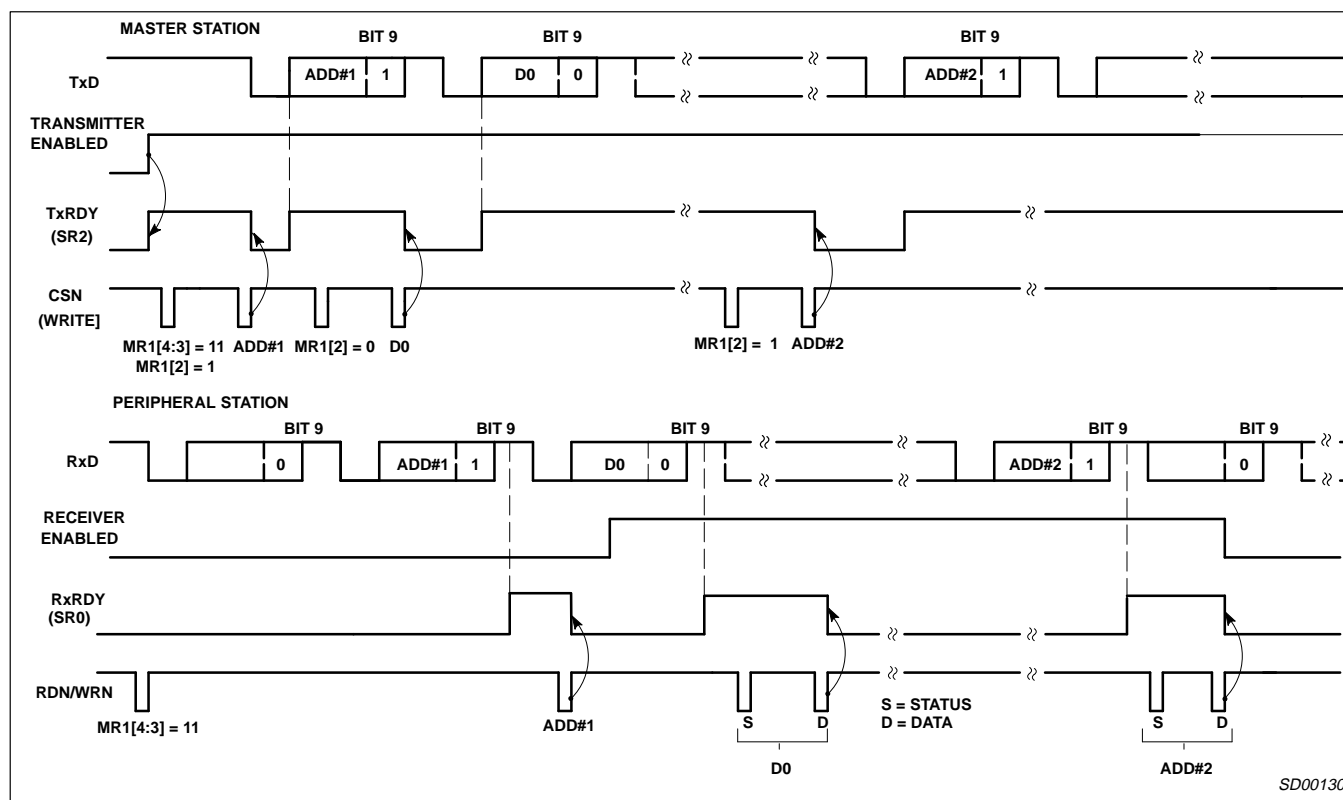 MASTER STATION
BIT 9 BIT 9 BIT 9
TxD ADD#1 1 D0 0 ADD#2 1
TRANSMITTER
ENABLED
TxRDY
(SR2)
CSN
(WRITE]
MR1[4:3] = 11 ADD#1 MR1[2] = 0 D0 MR1[2] = 1 ADD#2
MR1[2] = 1
PERIPHERAL STATION
BIT 9 BIT 9 BIT 9 BIT 9 BIT 9
RxD 0 ADD#1 1 D0 0 ADD#2 1 0
RECEIVER
ENABLED
RxRDY
(SR0)
RDN/WRN
MR1[4:3] = 11 ADD#1 S D S = STATUS S D
D = DATA
D0 ADD#2
SD00130